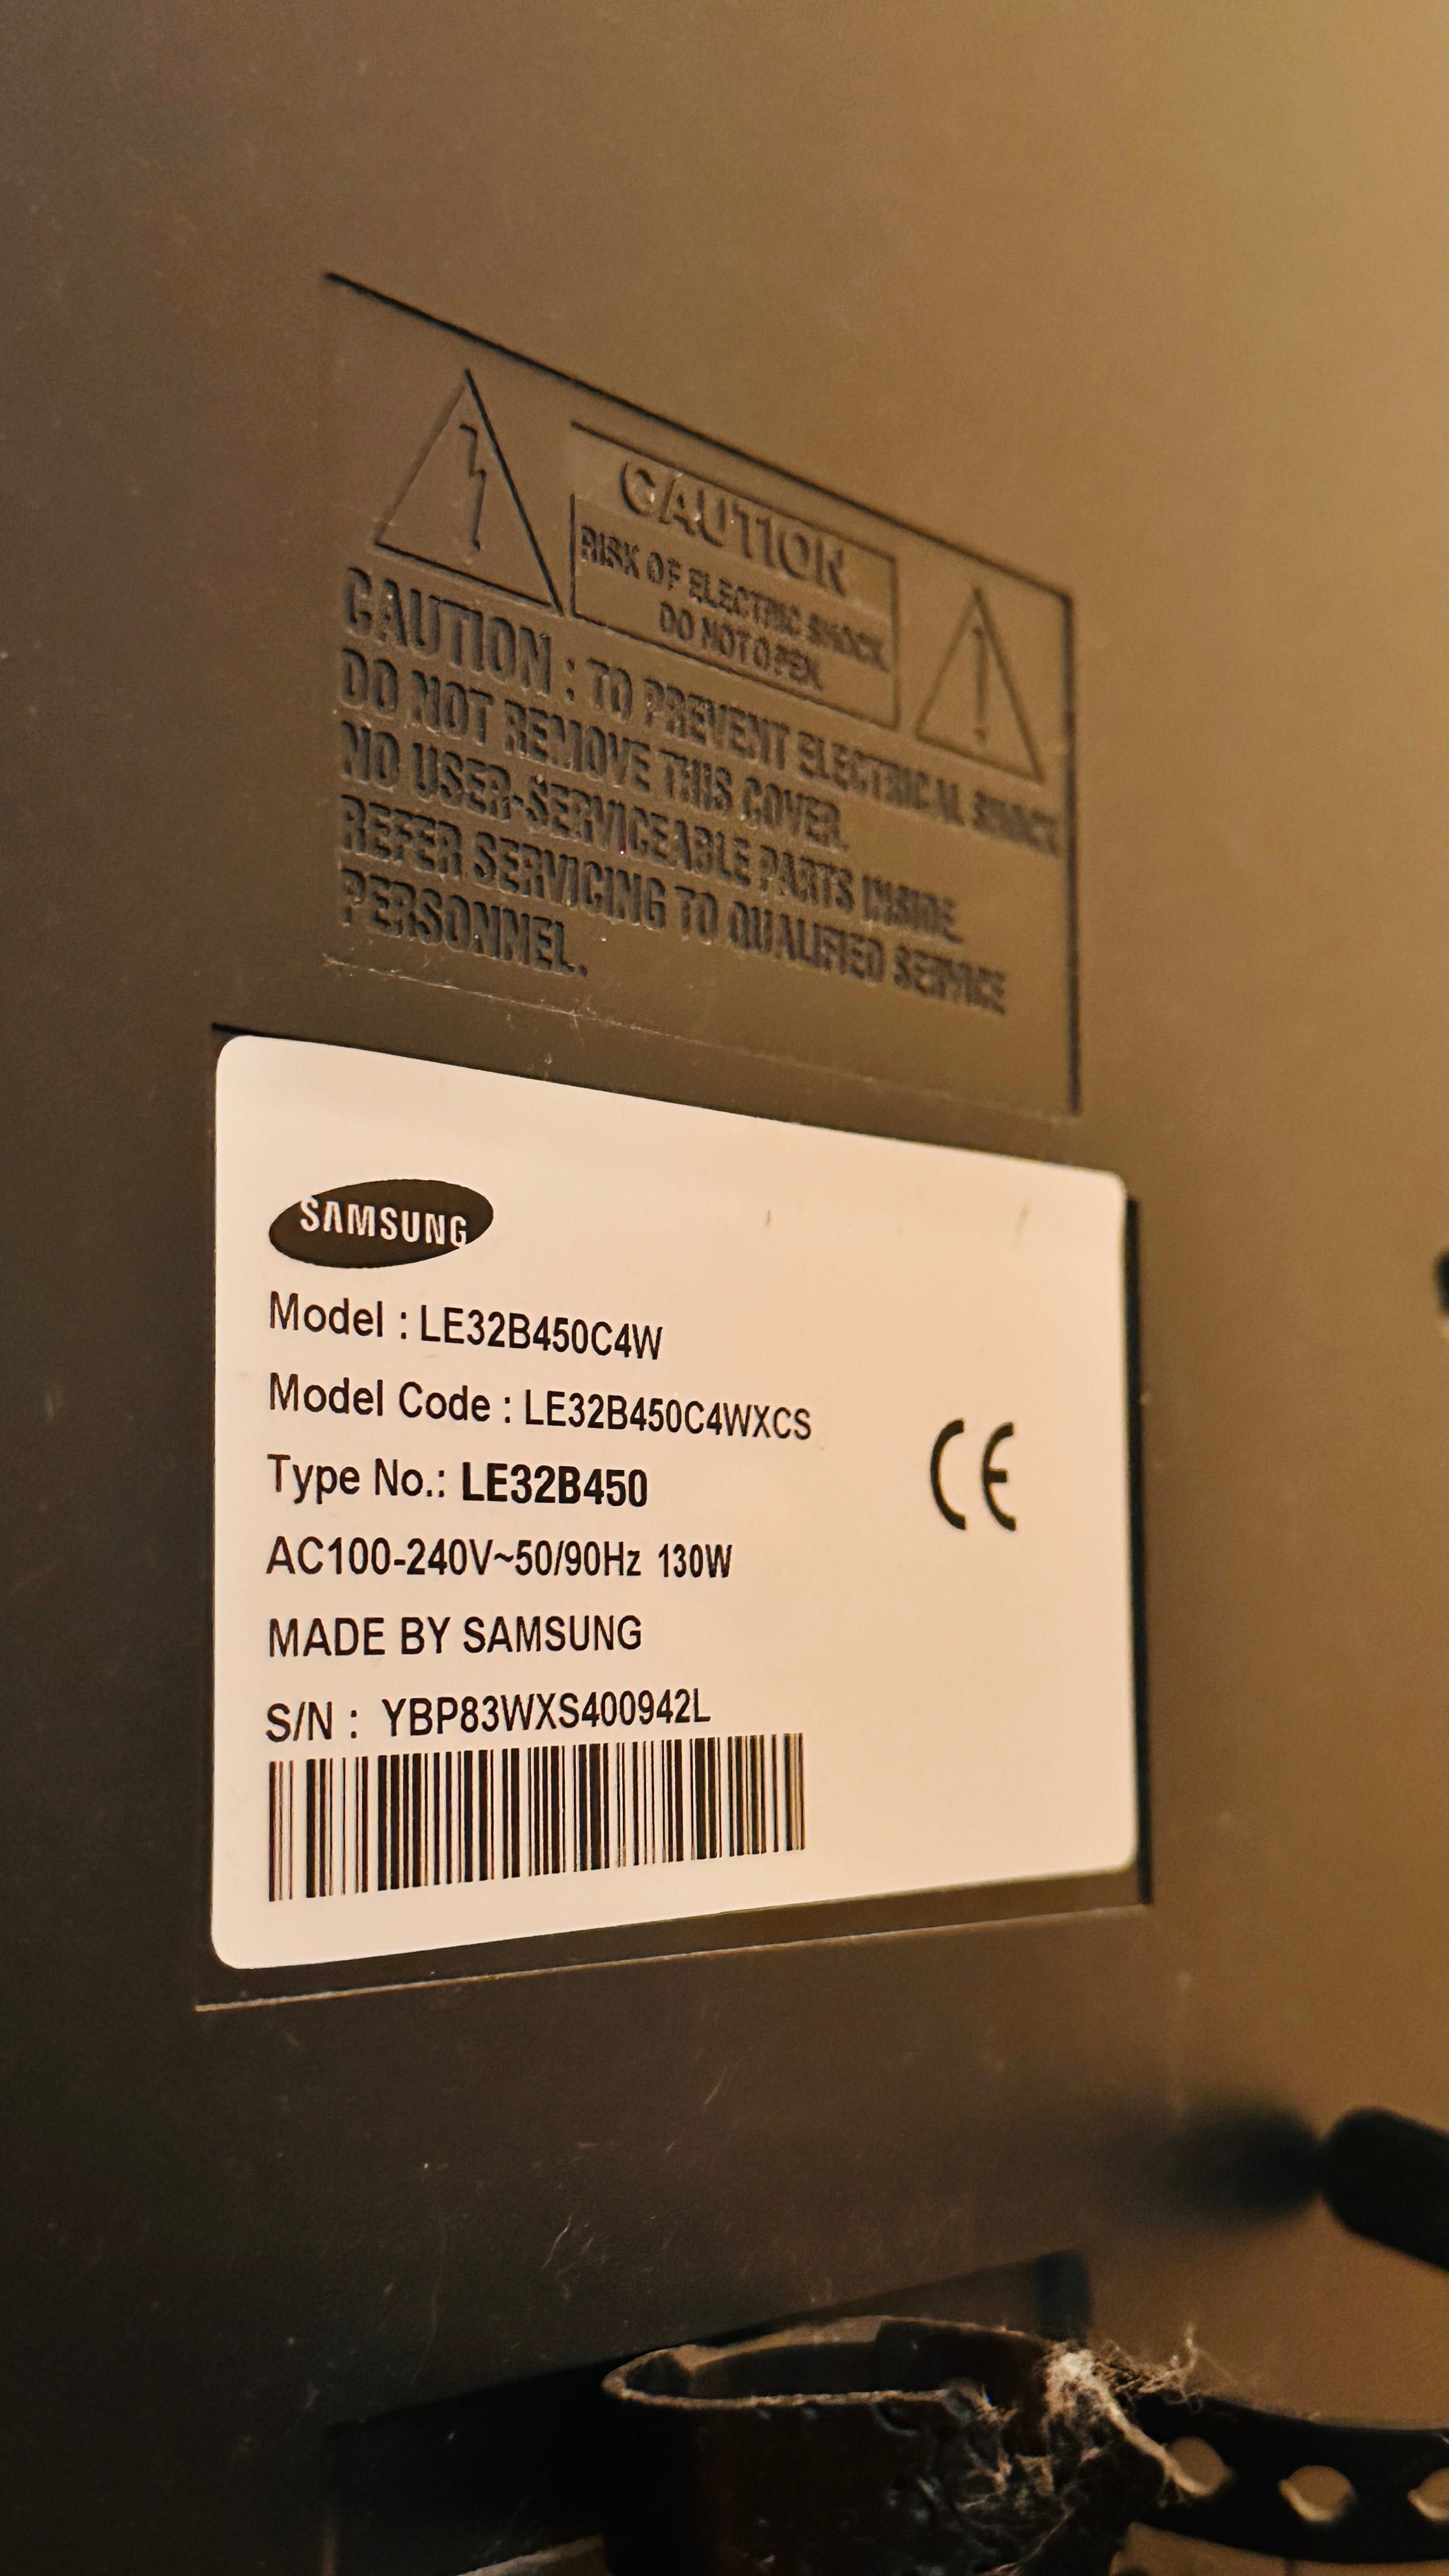 CAUTION
RISK OF ELECTRIC SHOCK
DO NOT OPEN
CAUTION : TO PREVENT ELECTRICAL SHOCK
DO NOT REMOVE THIS COVER.
NO USER-SERVICEABLE PARTS INSIDE.
REFER SERVICING TO QUALIFIED SERVICE
PERSONNEL.
SAMSUNG
Model : LE32B450C4W
Model Code : LE32B450C4WXCS
Type No.: LE32B450
CE
AC100-240V~50/90Hz 130W
MADE BY SAMSUNG
S/N : YBP83WXS400942L